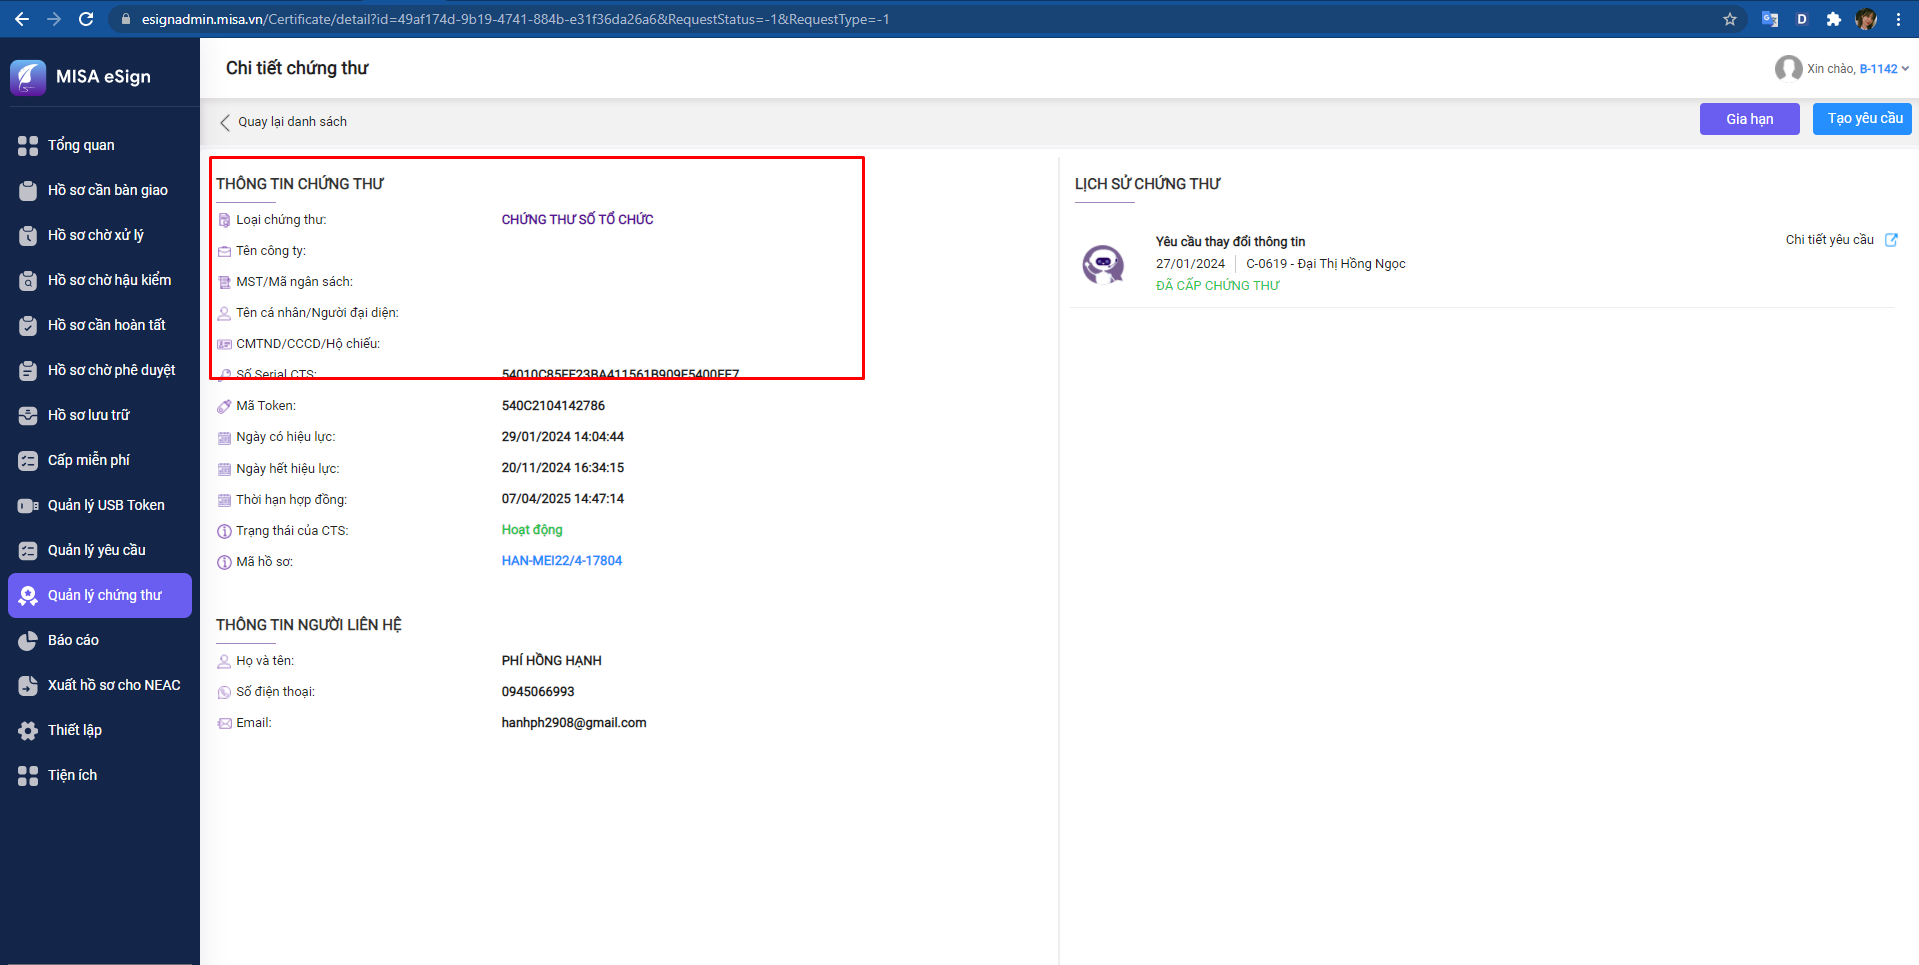 esignadmin.misa.vn/Certificate/detail?id=49af174d-9b19-4741-884b-e31f36da26a6&RequestStatus=-1&RequestType=-1
MISA eSign
Chi tiết chứng thư
Xin chào, B-1142
Quay lại danh sách
Gia hạn
Tạo yêu cầu
Tổng quan
Hồ sơ cần bàn giao
Hồ sơ chờ xử lý
Hồ sơ chờ hậu kiểm
Hồ sơ cần hoàn tất
Hồ sơ chờ phê duyệt
Hồ sơ lưu trữ
Cấp miễn phí
Quản lý USB Token
Quản lý yêu cầu
Quản lý chứng thư
Báo cáo
Xuất hồ sơ cho NEAC
Thiết lập
Tiện ích
THÔNG TIN CHỨNG THƯ
Loại chứng thư: CHỨNG THƯ SỐ TỔ CHỨC
Tên công ty:
MST/Mã ngân sách:
Tên cá nhân/Người đại diện:
CMTND/CCCD/Hộ chiếu:
Số Serial CTS:
Mã Token: 540C2104142786
Ngày có hiệu lực: 29/01/2024 14:04:44
Ngày hết hiệu lực: 20/11/2024 16:34:15
Thời hạn hợp đồng: 07/04/2025 14:47:14
Trạng thái của CTS: Hoạt động
Mã hồ sơ: HAN-MEI22/4-17804
THÔNG TIN NGƯỜI LIÊN HỆ
Họ và tên: PHÍ HỒNG HẠNH
Số điện thoại: 0945066993
Email: hanhph2908@gmail.com
LỊCH SỬ CHỨNG THƯ
Yêu cầu thay đổi thông tin
Chi tiết yêu cầu
27/01/2024 C-0619 - Đại Thị Hồng Ngọc
ĐÃ CẤP CHỨNG THƯ